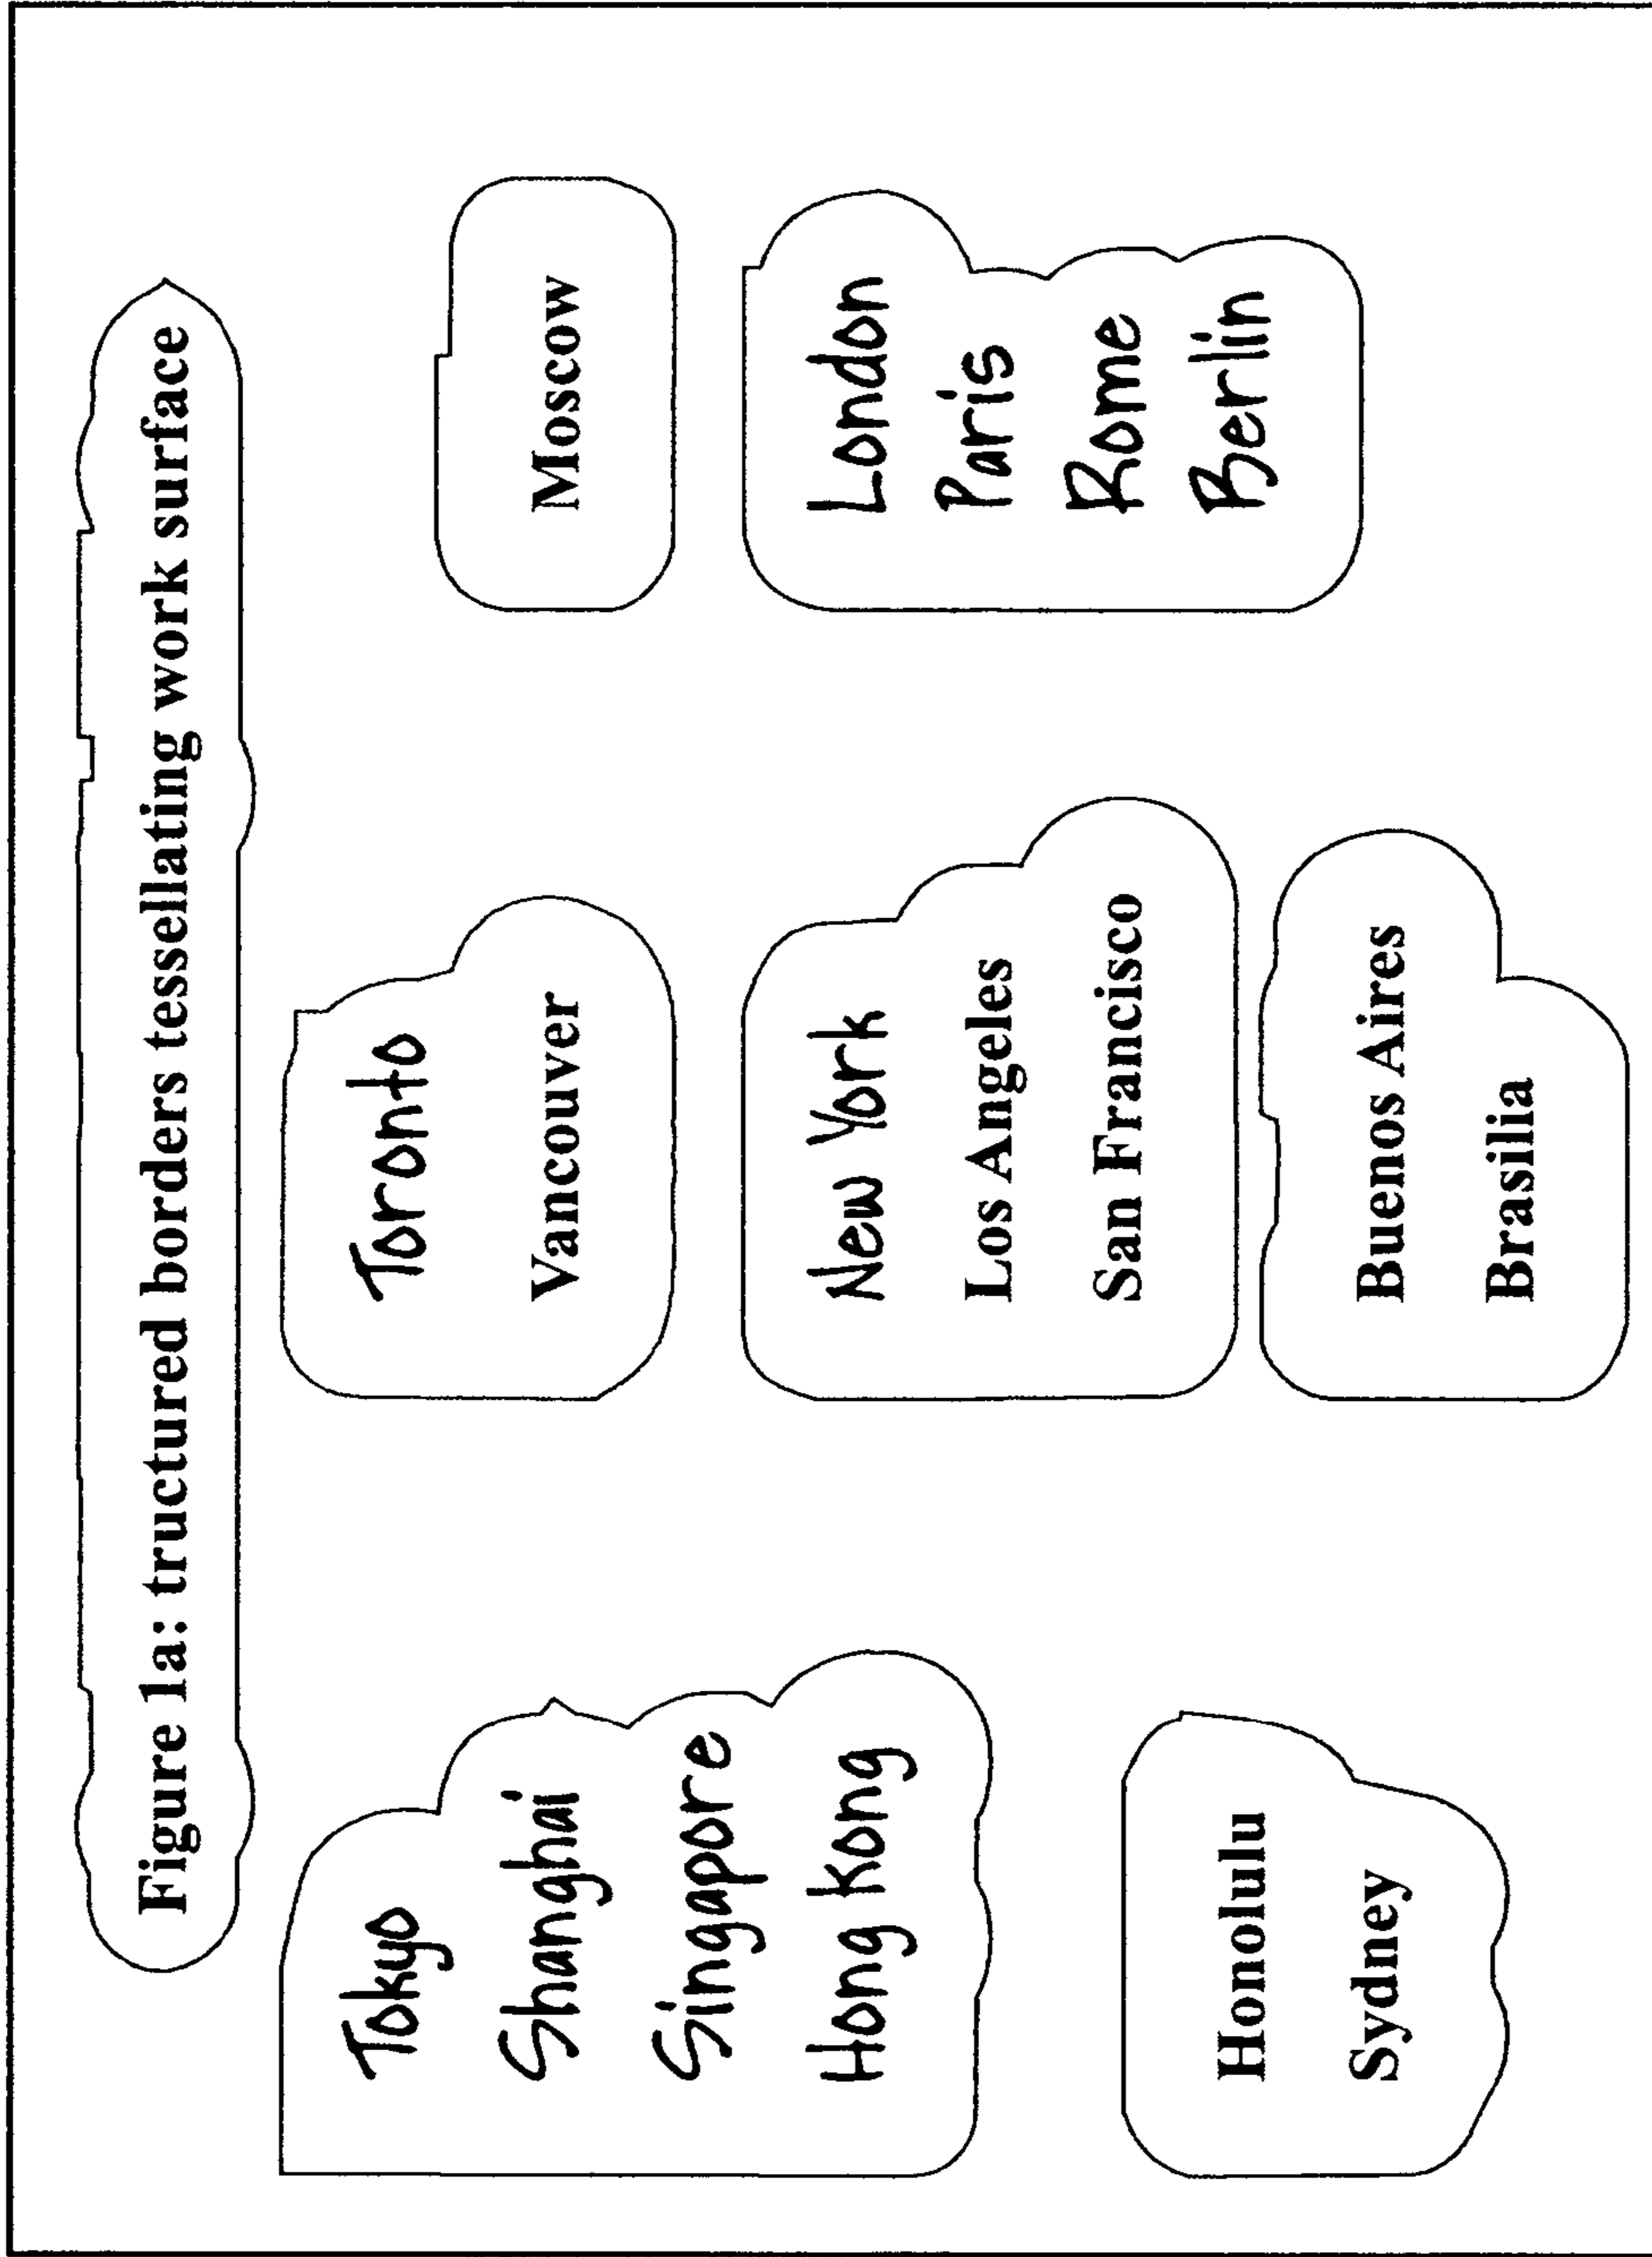 Figure 1a: tructured borders tessellating work surface
Tokyo
Shanghai
Singapore
Hong Kong
Honolulu
Sydney
Toronto
Vancouver
New York
Los Angeles
San Francisco
Buenos Aires
Brasilia
Moscow
London
Paris
Rome
Berlin